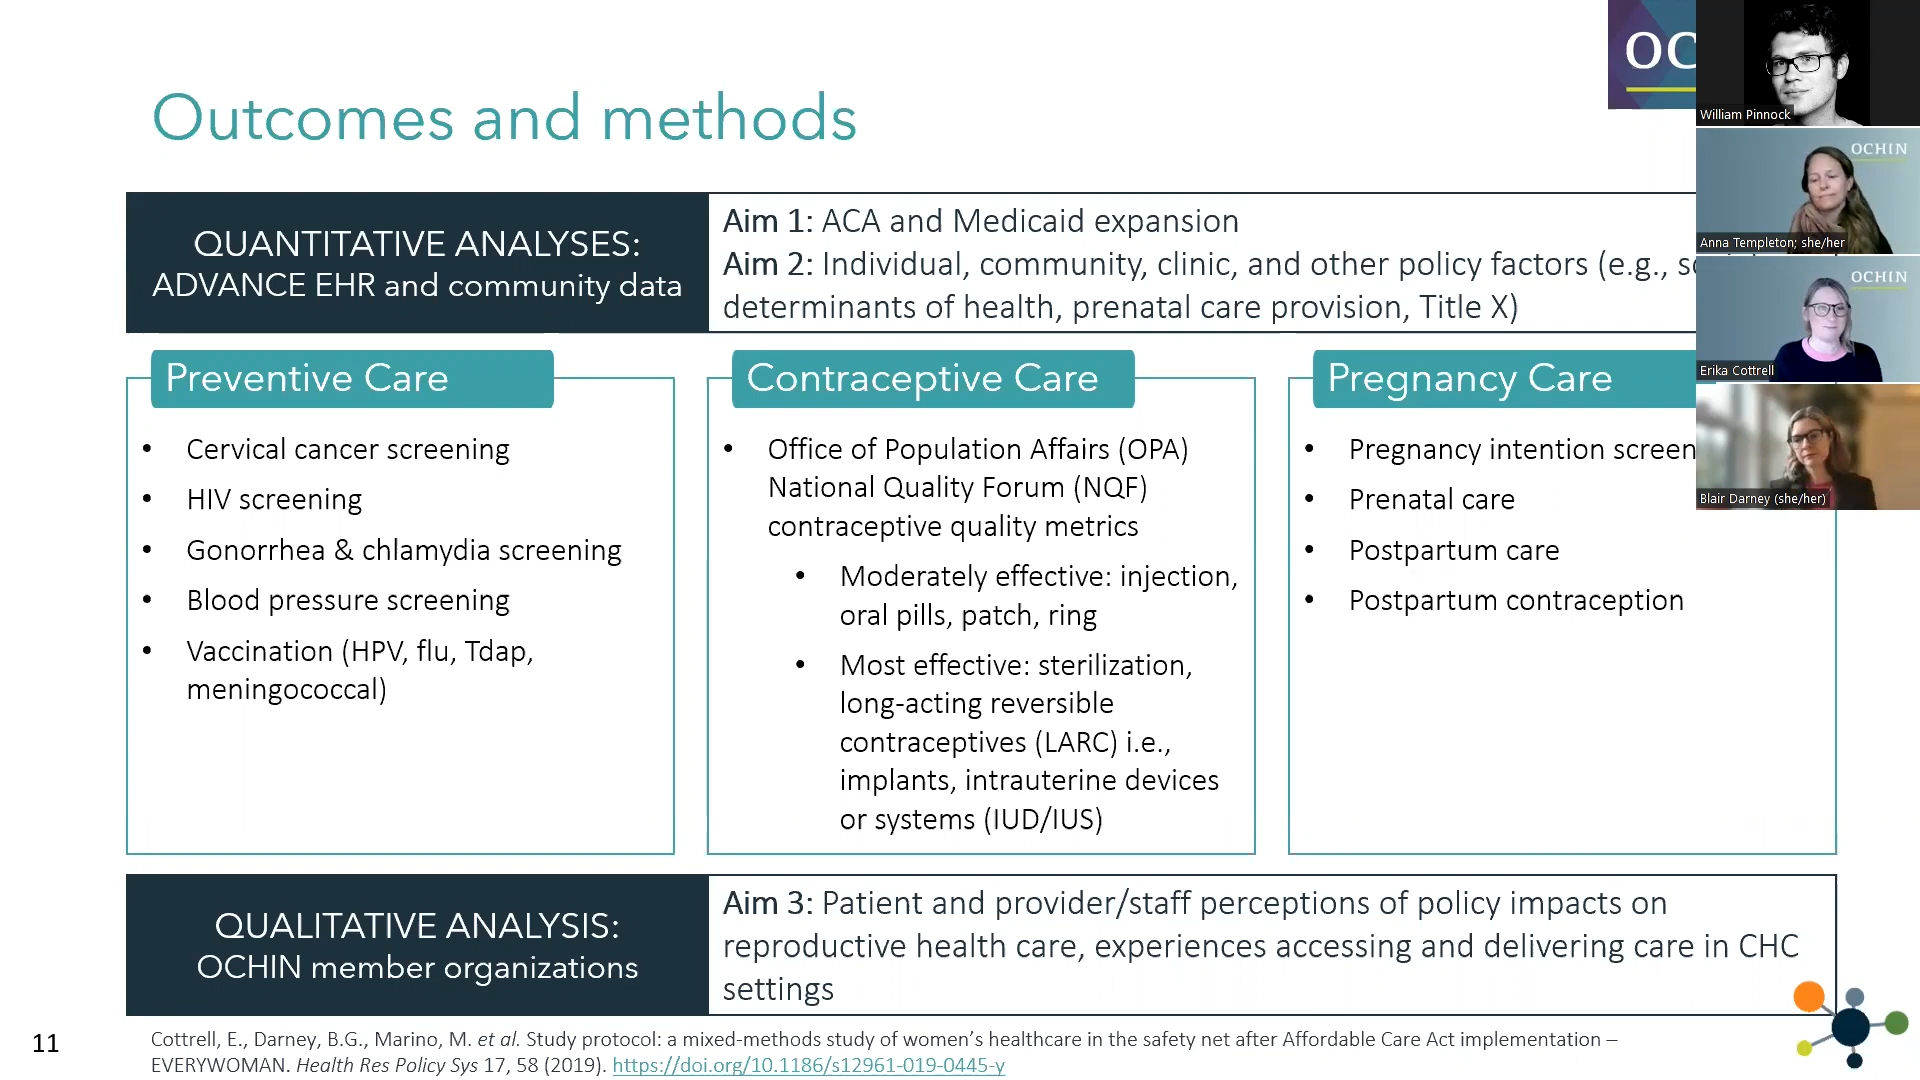 Outcomes and methods
OC
William Pinnock
OCHIN
Anna Templeton; she/her
OCHIN
Erika Cottrell
Blair Darney (she/her)
QUANTITATIVE ANALYSES:
ADVANCE EHR and community data
Aim 1: ACA and Medicaid expansion
Aim 2: Individual, community, clinic, and other policy factors (e.g.,
determinants of health, prenatal care provision, Title X)
Preventive Care
• Cervical cancer screening
• HIV screening
• Gonorrhea & chlamydia screening
• Blood pressure screening
• Vaccination (HPV, flu, Tdap,
meningococcal)
Contraceptive Care
• Office of Population Affairs (OPA)
National Quality Forum (NQF)
contraceptive quality metrics
• Moderately effective: injection,
oral pills, patch, ring
• Most effective: sterilization,
long-acting reversible
contraceptives (LARC) i.e.,
implants, intrauterine devices
or systems (IUD/IUS)
Pregnancy Care
• Pregnancy intention screen
• Prenatal care
• Postpartum care
• Postpartum contraception
QUALITATIVE ANALYSIS:
OCHIN member organizations
Aim 3: Patient and provider/staff perceptions of policy impacts on
reproductive health care, experiences accessing and delivering care in CHC
settings
11
Cottrell, E., Darney, B.G., Marino, M. et al. Study protocol: a mixed-methods study of women’s healthcare in the safety net after Affordable Care Act implementation –
EVERYWOMAN. Health Res Policy Sys 17, 58 (2019). https://doi.org/10.1186/s12961-019-0445-y